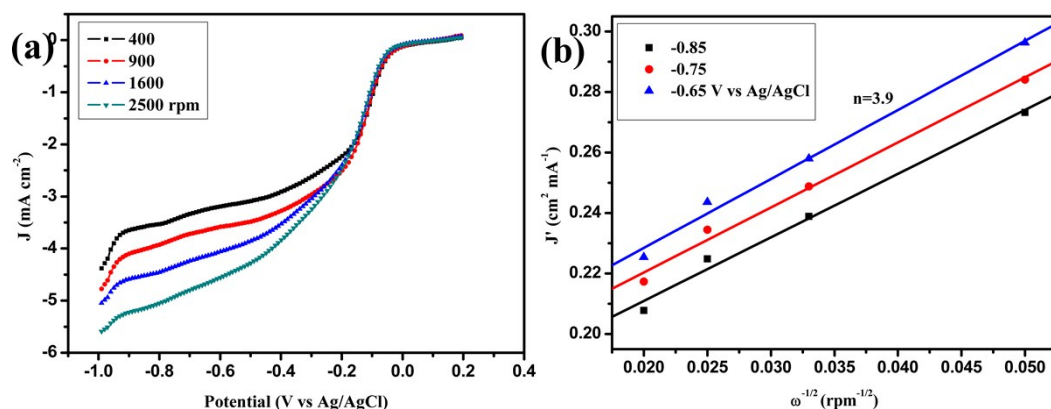 (a)
400
900
1600
2500 rpm
0
-1
-2
-3
-4
-5
-6
J (mA cm⁻²)
-1.0 -0.8 -0.6 -0.4 -0.2 0.0 0.2 0.4
Potential (V vs Ag/AgCl)
(b)
-0.85
-0.75
-0.65 V vs Ag/AgCl
n=3.9
0.30
0.28
0.26
0.24
0.22
0.20
J' (cm² mA⁻¹)
0.020 0.025 0.030 0.035 0.040 0.045 0.050
ω⁻¹/² (rpm⁻¹/²)